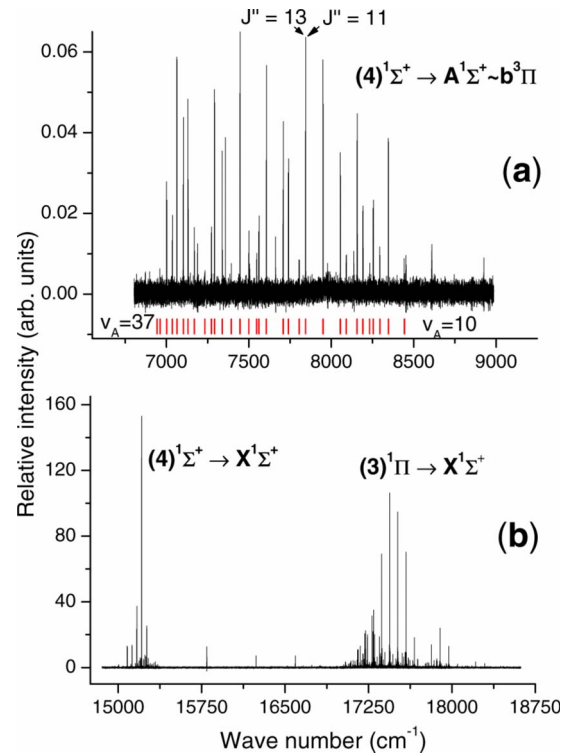 J'' = 13 J'' = 11
0.06
(4)¹Σ⁺ → A¹Σ⁺~b³Π
0.04
(a)
0.02
0.00
v_A=37 v_A=10
7000 7500 8000 8500 9000
Relative intensity (arb. units)
160
(4)¹Σ⁺ → X¹Σ⁺ (3)¹Π → X¹Σ⁺
120
(b)
80
40
0
15000 15750 16500 17250 18000 18750
Wave number (cm⁻¹)